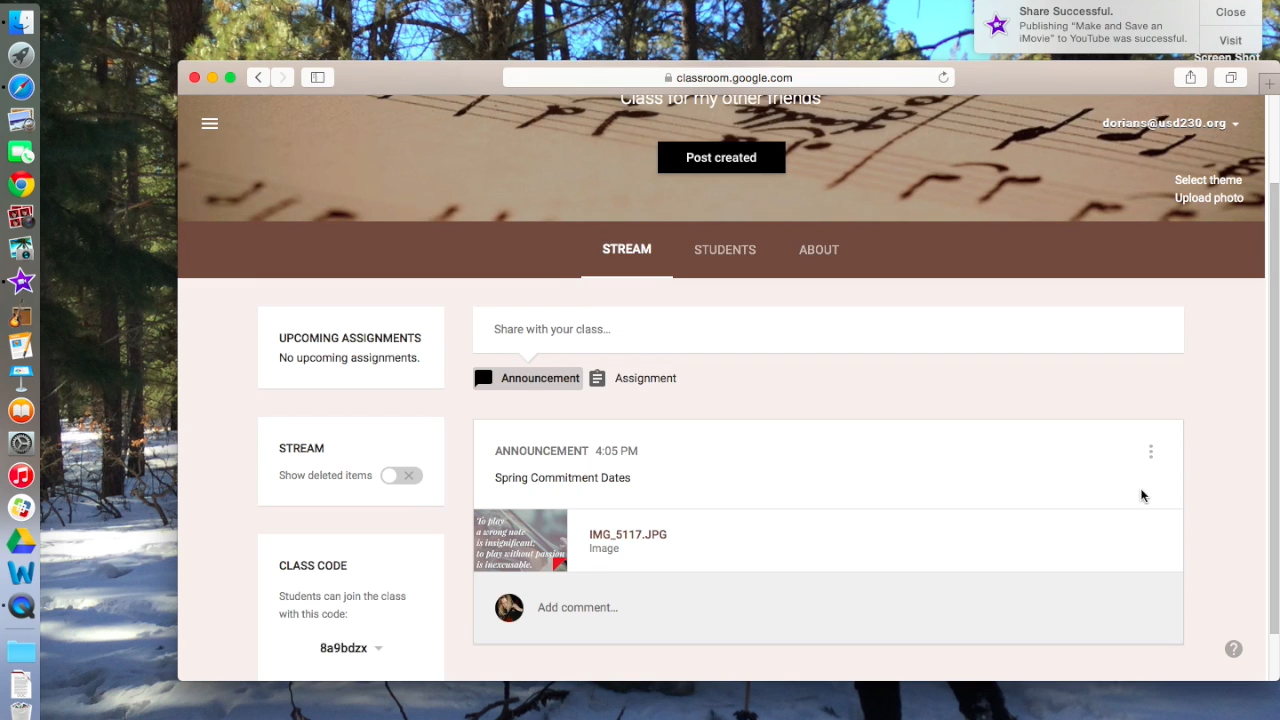 Share Successful.
Publishing “Make and Save an
iMovie” to YouTube was successful.
Close
Visit
Screen Shot
classroom.google.com
Class for my other friends
dorians@usd230.org
Post created
Select theme
Upload photo
STREAM
STUDENTS
ABOUT
UPCOMING ASSIGNMENTS
No upcoming assignments.
Share with your class...
Announcement
Assignment
STREAM
Show deleted items
ANNOUNCEMENT 4:05 PM
Spring Commitment Dates
To play
a wrong note
is insignificant;
to play without passion
is inexcusable.
IMG_5117.JPG
Image
CLASS CODE
Students can join the class
with this code:
8a9bdzx
Add comment...